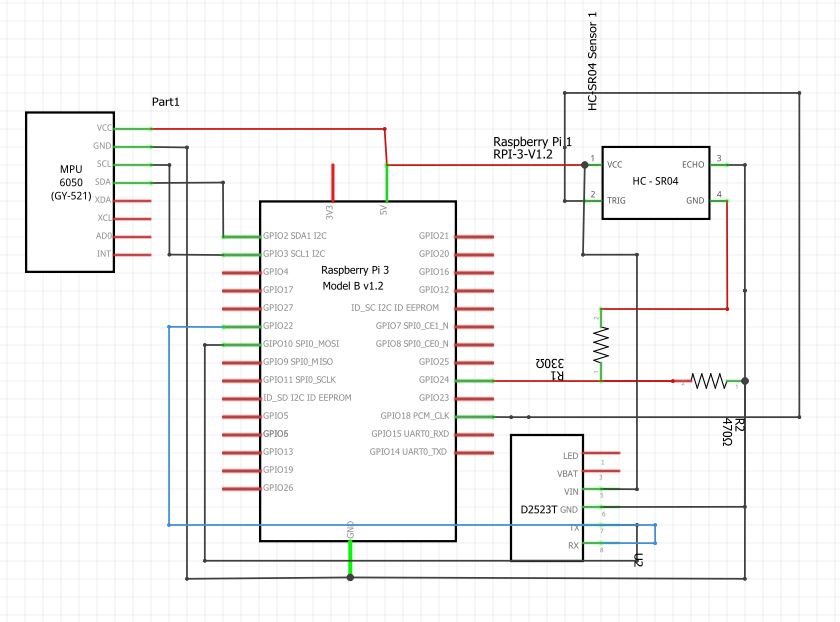 HC-SR04 Sensor 1
Part1
VCC
GND
SCL
SDA
XDA
XCL
AD0
INT
MPU
6050
(GY-521)
Raspberry Pi 1
RPI-3-V1.2
1
VCC
2
TRIG
ECHO
3
GND
4
HC - SR04
3V3
5V
GPIO2 SDA1 I2C
GPIO3 SCL1 I2C
GPIO4
GPIO17
GPIO27
GPIO22
GPIO10 SPI0_MOSI
GPIO9 SPI0_MISO
GPIO11 SPI0_SCLK
ID_SD I2C ID EEPROM
GPIO5
GPIO6
GPIO13
GPIO19
GPIO26
Raspberry Pi 3
Model B v1.2
GPIO21
GPIO20
GPIO16
GPIO12
ID_SC I2C ID EEPROM
GPIO7 SPI0_CE1_N
GPIO8 SPI0_CE0_N
GPIO25
GPIO24
GPIO23
GPIO18 PCM_CLK
GPIO15 UART0_RXD
GPIO14 UART0_TXD
GND
R1
330Ω
2
1
R2
470Ω
2
1
LED
VBAT
VIN
GND
TX
RX
1
3
5
6
7
8
D2523T
U2